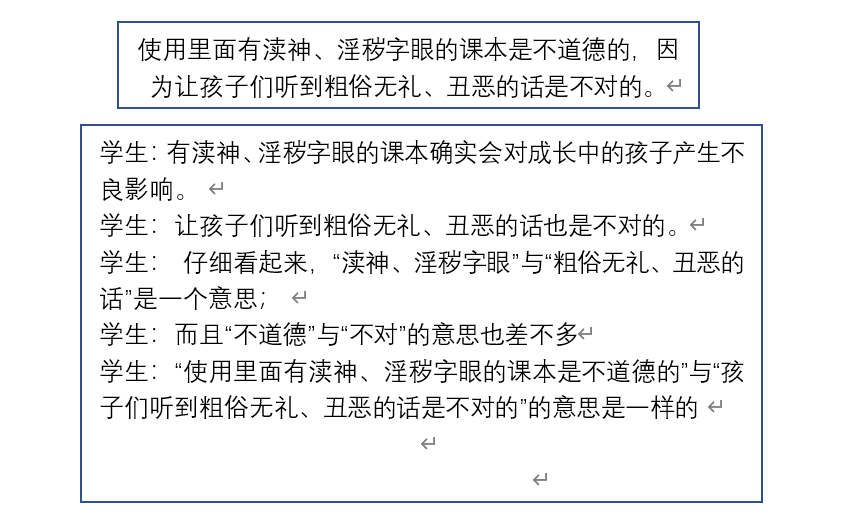 使用里面有渎神、淫秽字眼的课本是不道德的，因
为让孩子们听到粗俗无礼、丑恶的话是不对的。
学生：有渎神、淫秽字眼的课本确实会对成长中的孩子产生不
良影响。
学生：让孩子们听到粗俗无礼、丑恶的话也是不对的。
学生： 仔细看起来，“渎神、淫秽字眼”与“粗俗无礼、丑恶的
话”是一个意思；
学生：而且“不道德”与“不对”的意思也差不多
学生：“使用里面有渎神、淫秽字眼的课本是不道德的”与“孩
子们听到粗俗无礼、丑恶的话是不对的”的意思是一样的